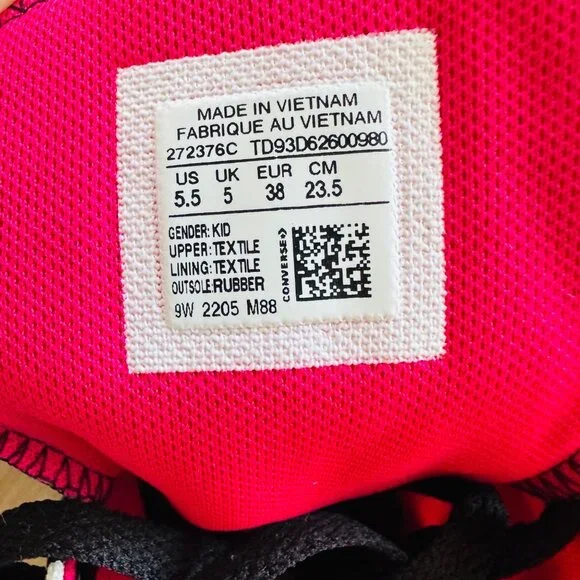 MADE IN VIETNAM
FABRIQUE AU VIETNAM
272376C TD93D62600980
US UK EUR CM
5.5 5 38 23.5
GENDER: KID
UPPER: TEXTILE
LINING: TEXTILE
OUTSOLE:RUBBER
CONVERSE
9W 2205 M88